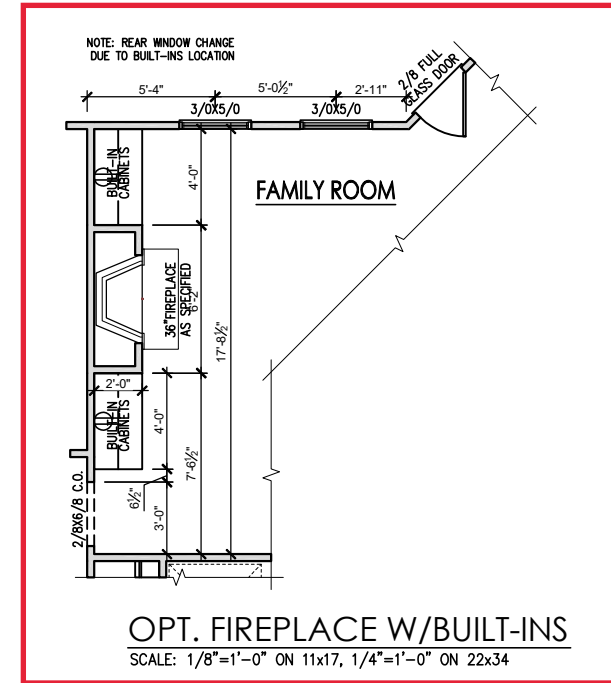 NOTE: REAR WINDOW CHANGE
DUE TO BUILT-INS LOCATION
5'-4"
5'-0½"
2'-11"
2/8 FULL
GLASS DOOR
3/0X5/0
3/0X5/0
BUILT-IN
CABINETS
4'-0"
FAMILY ROOM
36"FIREPLACE
AS SPECIFIED
6'-2"
17'-8½"
2'-0"
BUILT-IN
CABINETS
4'-0"
7'-6½"
2/8X6/8 C.O.
6½"
3'-0"
OPT. FIREPLACE W/BUILT-INS
SCALE: 1/8"=1'-0" ON 11x17, 1/4"=1'-0" ON 22x34